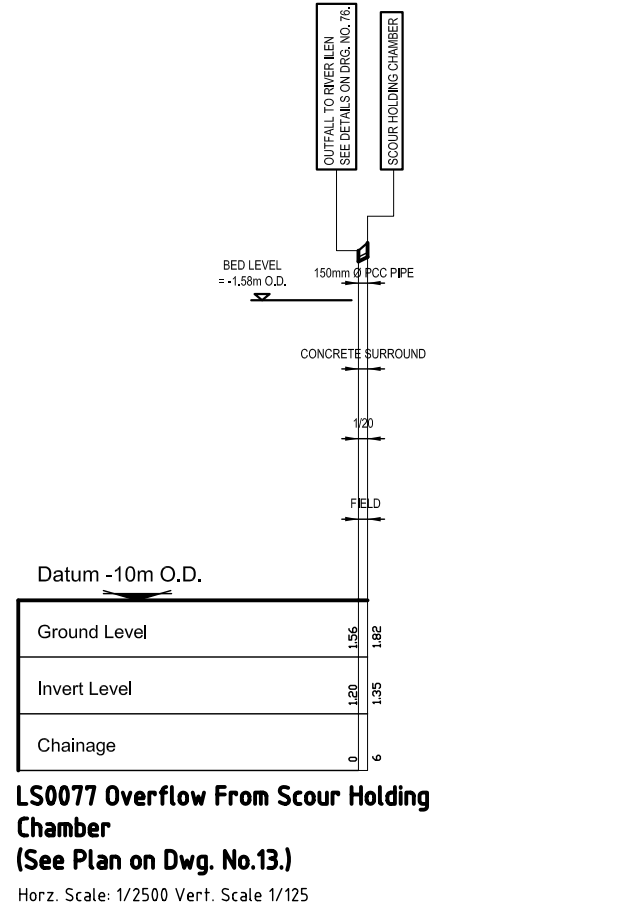 OUTFALL TO RIVER ILEN
SEE DETAILS ON DRG. NO. 76.
SCOUR HOLDING CHAMBER
BED LEVEL
= -1.58m O.D.
150mm Ø PCC PIPE
CONCRETE SURROUND
1/20
FIELD
Datum -10m O.D.
Ground Level 1.56 1.82
Invert Level 1.20 1.35
Chainage 0 6
LS0077 Overflow From Scour Holding
Chamber
(See Plan on Dwg. No.13.)
Horz. Scale: 1/2500 Vert. Scale 1/125